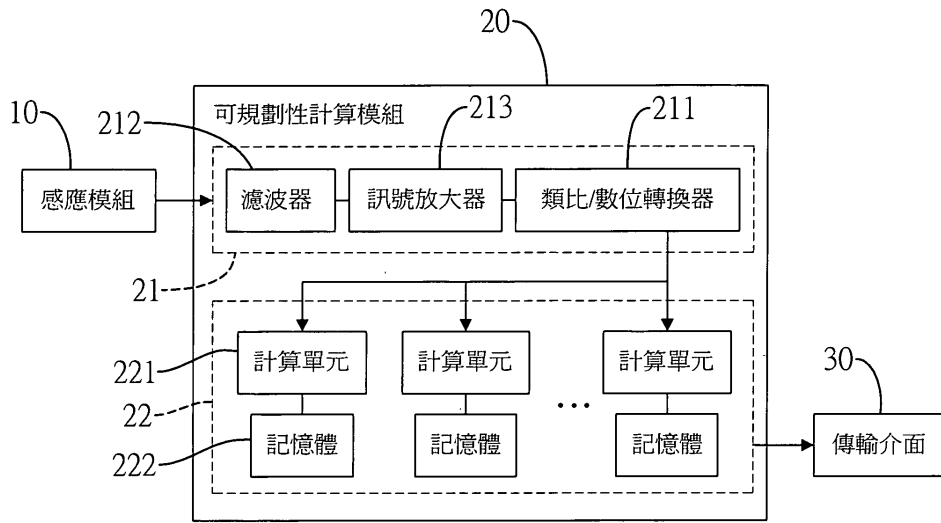 20
可規劃性計算模組
10
212
213
211
感應模組
濾波器
訊號放大器
類比/數位轉換器
21
221
計算單元
計算單元
計算單元
30
22
...
222
記憶體
記憶體
記憶體
傳輸介面